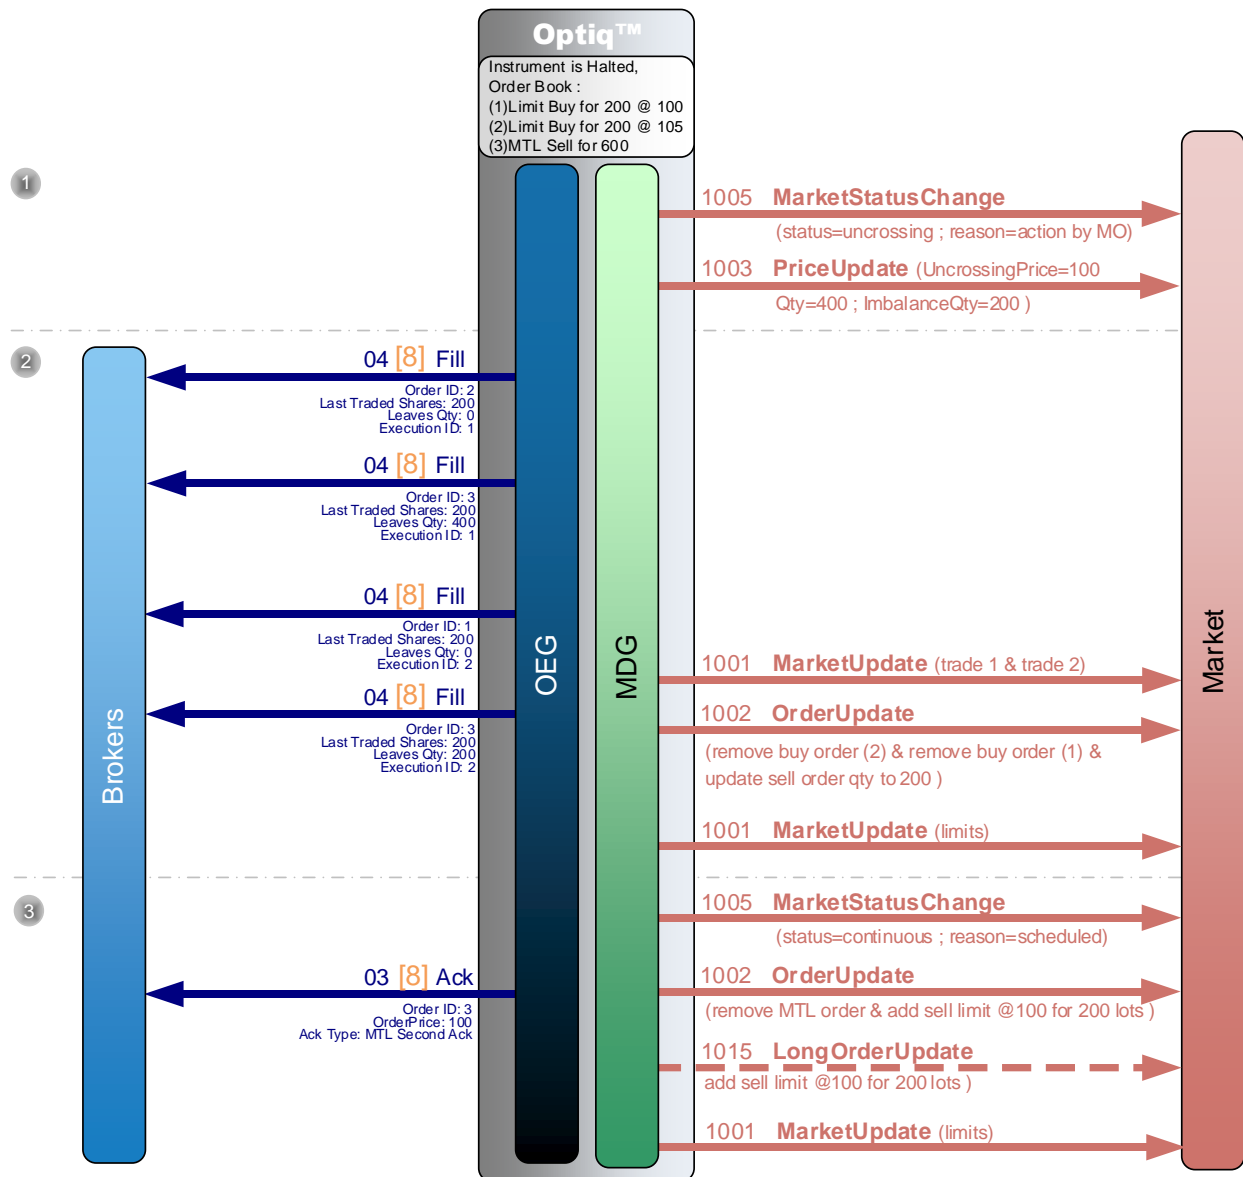 Optiq™
Instrument is Halted,
Order Book :
(1)Limit Buy for 200 @ 100
(2)Limit Buy for 200 @ 105
(3)MTL Sell for 600
1
1005 MarketStatusChange
(status=uncrossing ; reason=action by MO)
1003 PriceUpdate (UncrossingPrice=100
Qty=400 ; ImbalanceQty=200 )
2
04 [8] Fill
Order ID: 2
Last Traded Shares: 200
Leaves Qty: 0
Execution ID: 1
04 [8] Fill
Order ID: 3
Last Traded Shares: 200
Leaves Qty: 400
Execution ID: 1
04 [8] Fill
Order ID: 1
Last Traded Shares: 200
Leaves Qty: 0
Execution ID: 2
04 [8] Fill
Order ID: 3
Last Traded Shares: 200
Leaves Qty: 200
Execution ID: 2
Brokers
OEG
MDG
Market
1001 MarketUpdate (trade 1 & trade 2)
1002 OrderUpdate
(remove buy order (2) & remove buy order (1) &
update sell order qty to 200 )
1001 MarketUpdate (limits)
3
1005 MarketStatusChange
(status=continuous ; reason=scheduled)
03 [8] Ack
Order ID: 3
OrderPrice: 100
Ack Type: MTL Second Ack
1002 OrderUpdate
(remove MTL order & add sell limit @100 for 200 lots )
1015 LongOrderUpdate
add sell limit @100 for 200 lots )
1001 MarketUpdate (limits)